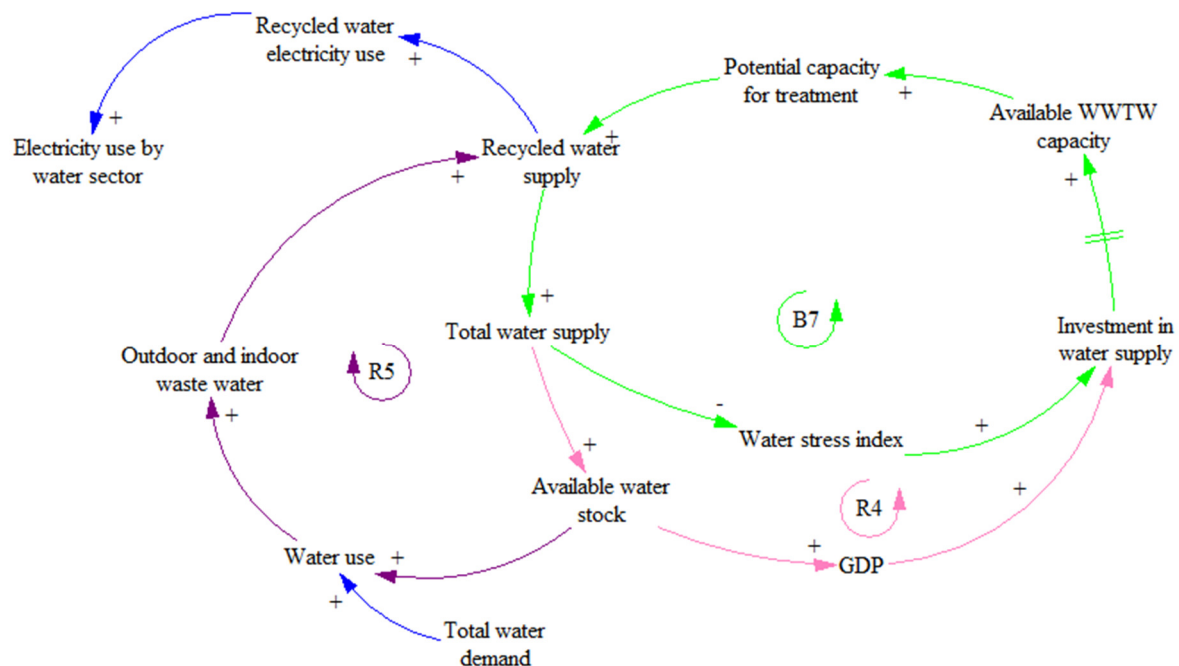 Recycled water
electricity use
+
Potential capacity
for treatment
+
Available WWTW
capacity
+
Electricity use by
water sector
+
Recycled water
supply
+
+
+
Total water supply
+
B7
Investment in
water supply
Outdoor and indoor
waste water
R5
+
-
Water stress index
+
+
Available water
stock
R4
+
Water use
+
+
GDP
+
Total water
demand